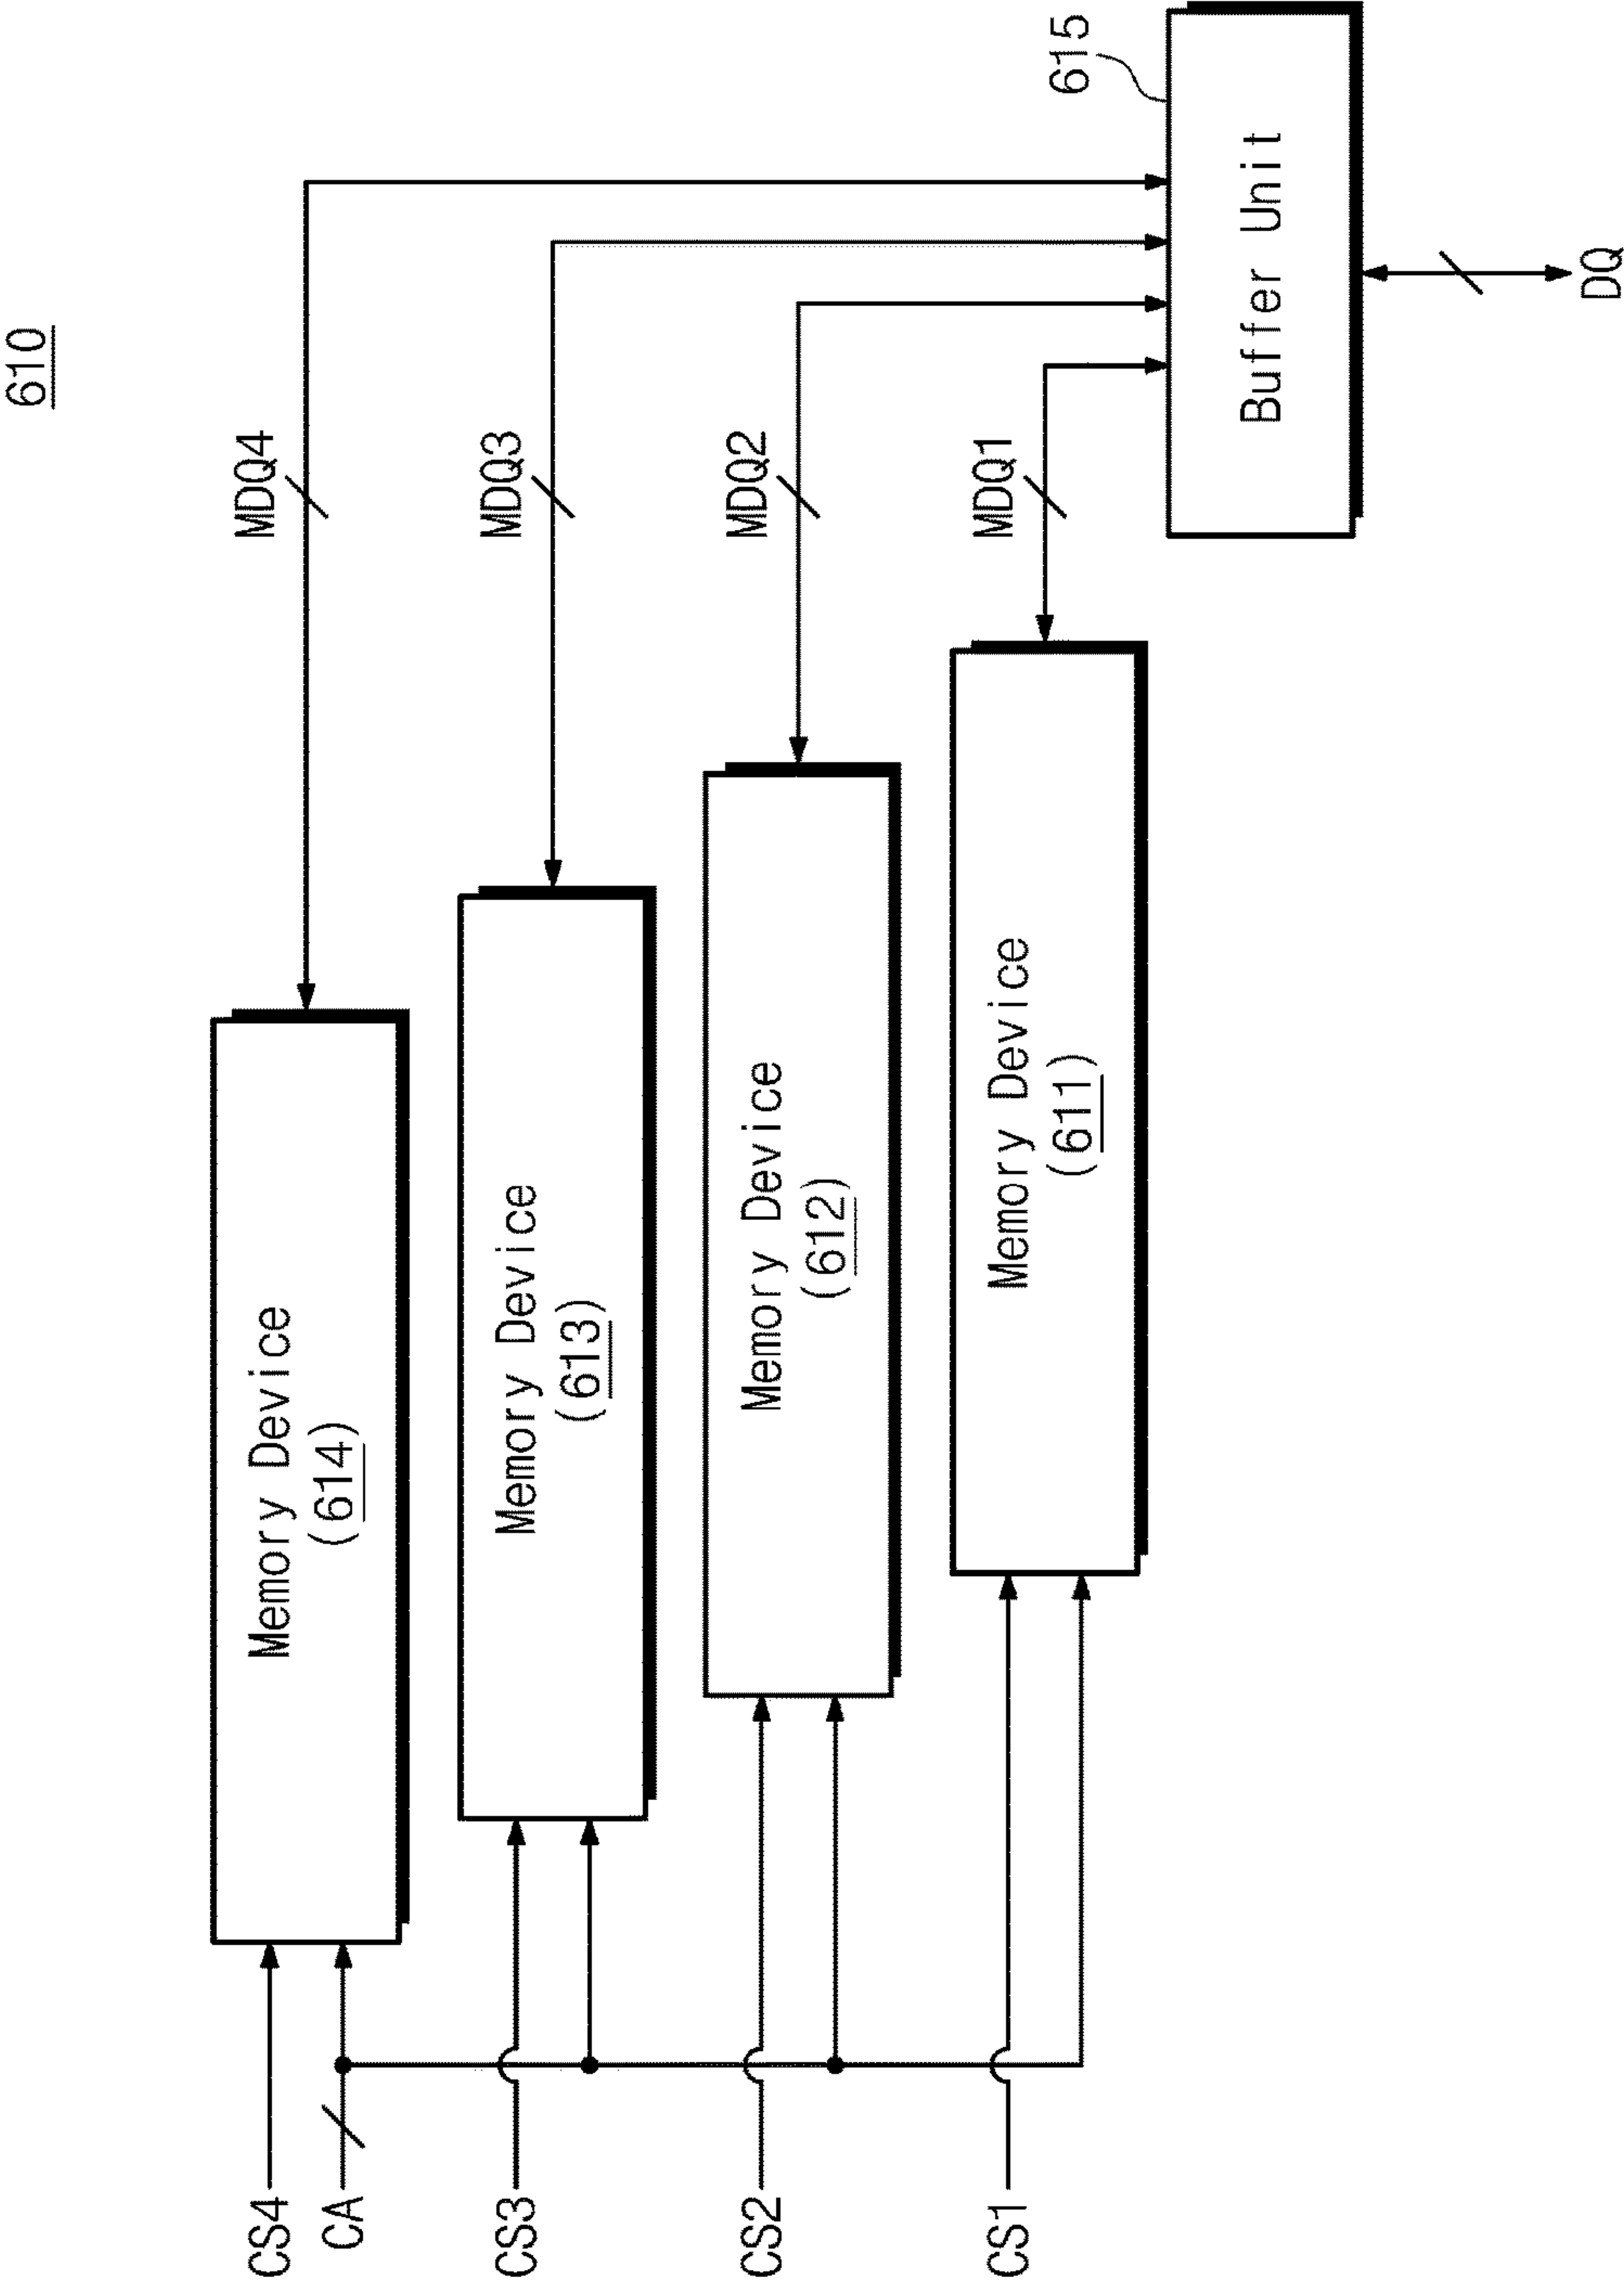 610
CS4
CA
Memory Device
(614)
MDQ4
CS3
Memory Device
(613)
MDQ3
CS2
Memory Device
(612)
MDQ2
CS1
Memory Device
(611)
MDQ1
615
Buffer Unit
DQ